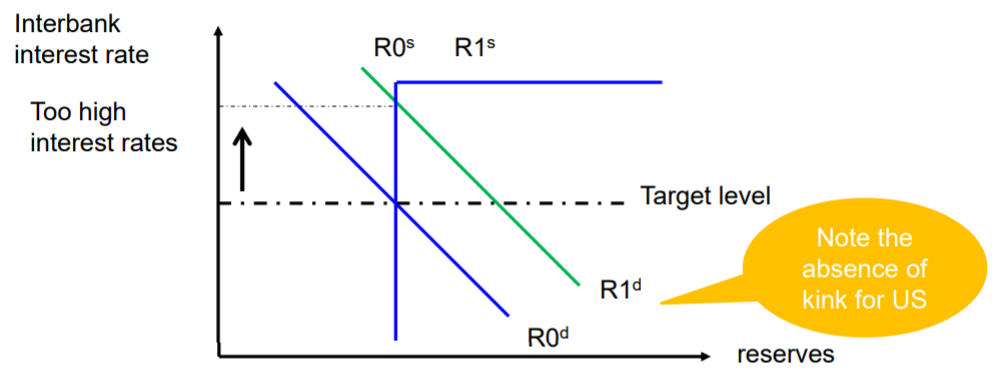 Interbank
interest rate
R0ˢ
R1ˢ
Too high
interest rates
Target level
Note the
absence of
kink for US
R1ᵈ
R0ᵈ
reserves